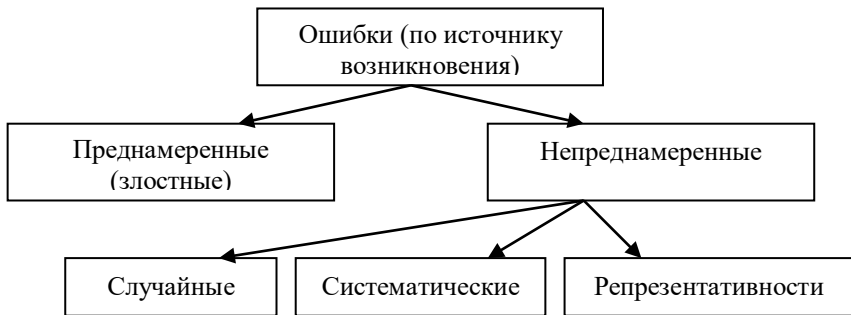 Ошибки (по источнику
возникновения)
Преднамеренные
(злостные)
Непреднамеренные
Случайные
Систематические
Репрезентативности